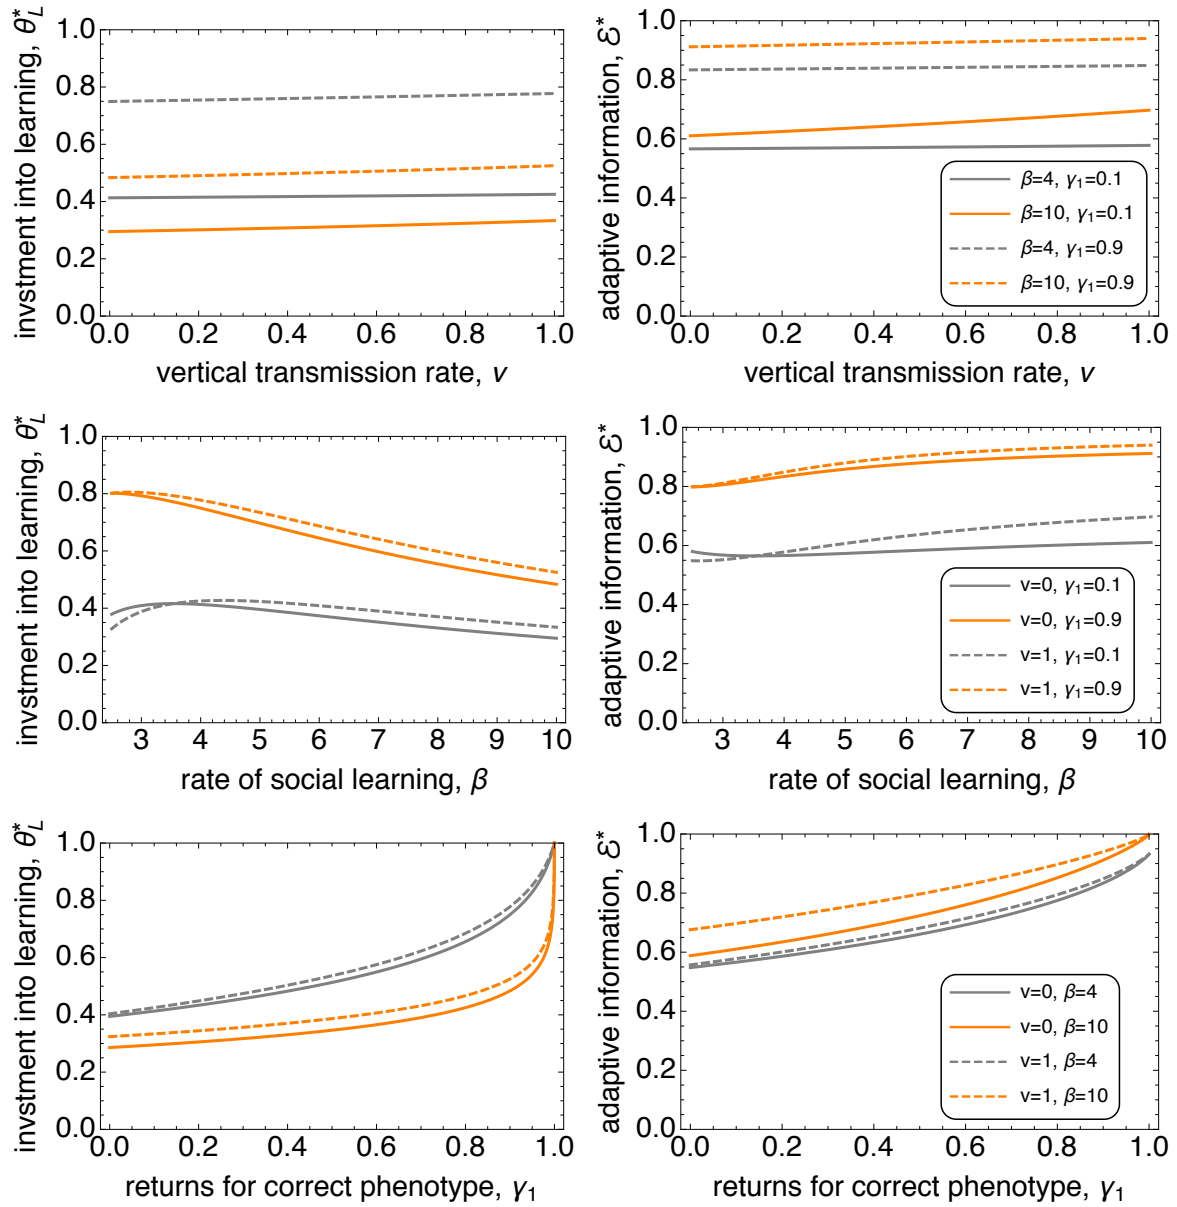 invstment into learning, θ*L
1.0
0.8
0.6
0.4
0.2
0.0
0.0 0.2 0.4 0.6 0.8 1.0
vertical transmission rate, v
adaptive information, ℰ*
1.0
0.8
0.6
0.4
0.2
0.0
0.0 0.2 0.4 0.6 0.8 1.0
vertical transmission rate, v
β=4, γ1=0.1
β=10, γ1=0.1
β=4, γ1=0.9
β=10, γ1=0.9
invstment into learning, θ*L
1.0
0.8
0.6
0.4
0.2
0.0
3 4 5 6 7 8 9 10
rate of social learning, β
adaptive information, ℰ*
1.0
0.8
0.6
0.4
0.2
0.0
3 4 5 6 7 8 9 10
rate of social learning, β
v=0, γ1=0.1
v=0, γ1=0.9
v=1, γ1=0.1
v=1, γ1=0.9
invstment into learning, θ*L
1.0
0.8
0.6
0.4
0.2
0.0
0.0 0.2 0.4 0.6 0.8 1.0
returns for correct phenotype, γ1
adaptive information, ℰ*
1.0
0.8
0.6
0.4
0.2
0.0
0.0 0.2 0.4 0.6 0.8 1.0
returns for correct phenotype, γ1
v=0, β=4
v=0, β=10
v=1, β=4
v=1, β=10